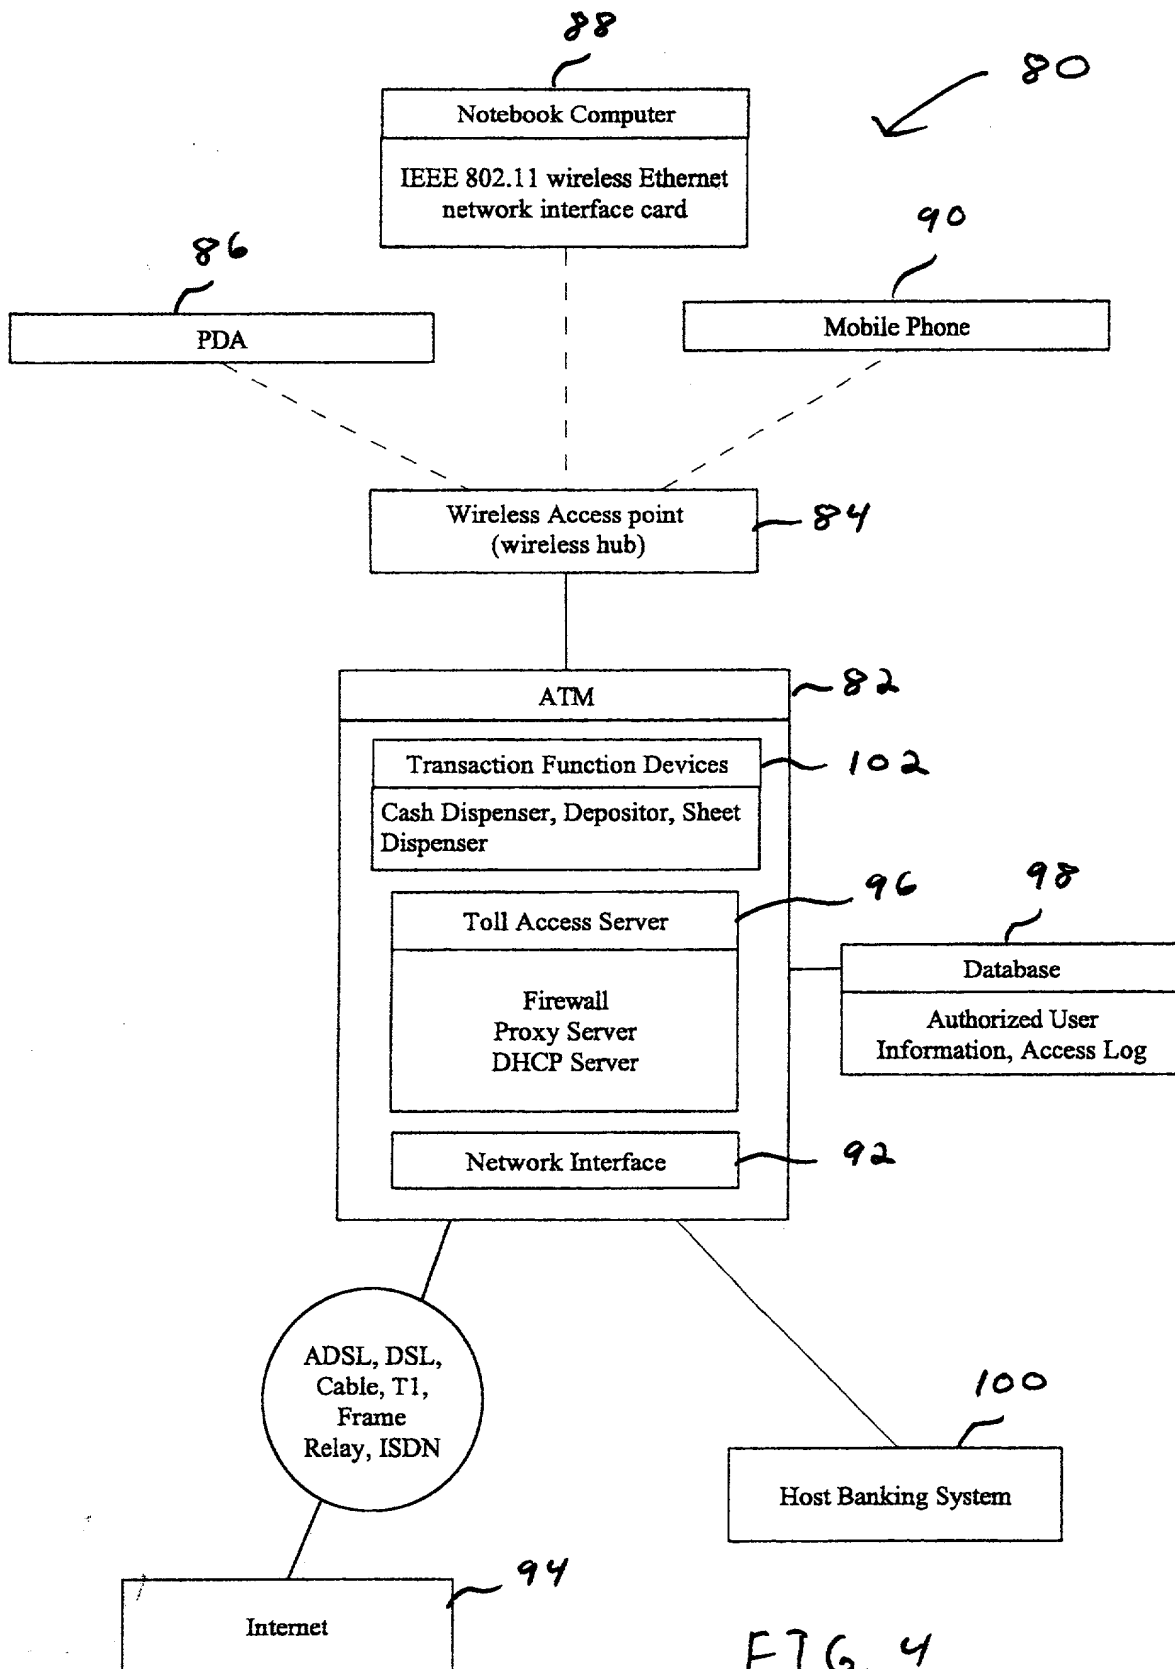 88
80
Notebook Computer
IEEE 802.11 wireless Ethernet
network interface card
90
86
PDA
Mobile Phone
Wireless Access point
(wireless hub)
84
ATM
82
Transaction Function Devices
102
Cash Dispenser, Depositor, Sheet
Dispenser
96
98
Toll Access Server
Database
Firewall
Proxy Server
DHCP Server
Authorized User
Information, Access Log
Network Interface
92
ADSL, DSL,
Cable, T1,
Frame
Relay, ISDN
100
Host Banking System
94
Internet
FIG. 4